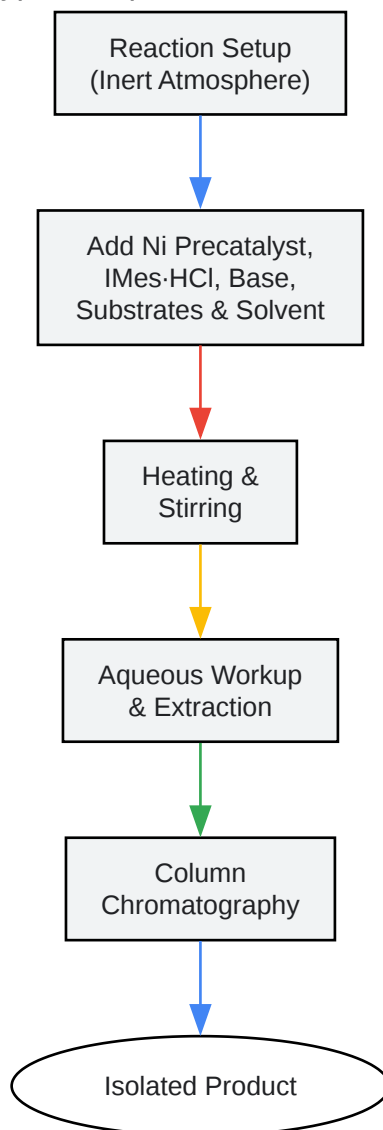 Reaction Setup
(Inert Atmosphere)
Add Ni Precatalyst,
IMes·HCl, Base,
Substrates & Solvent
Heating &
Stirring
Aqueous Workup
& Extraction
Column
Chromatography
Isolated Product